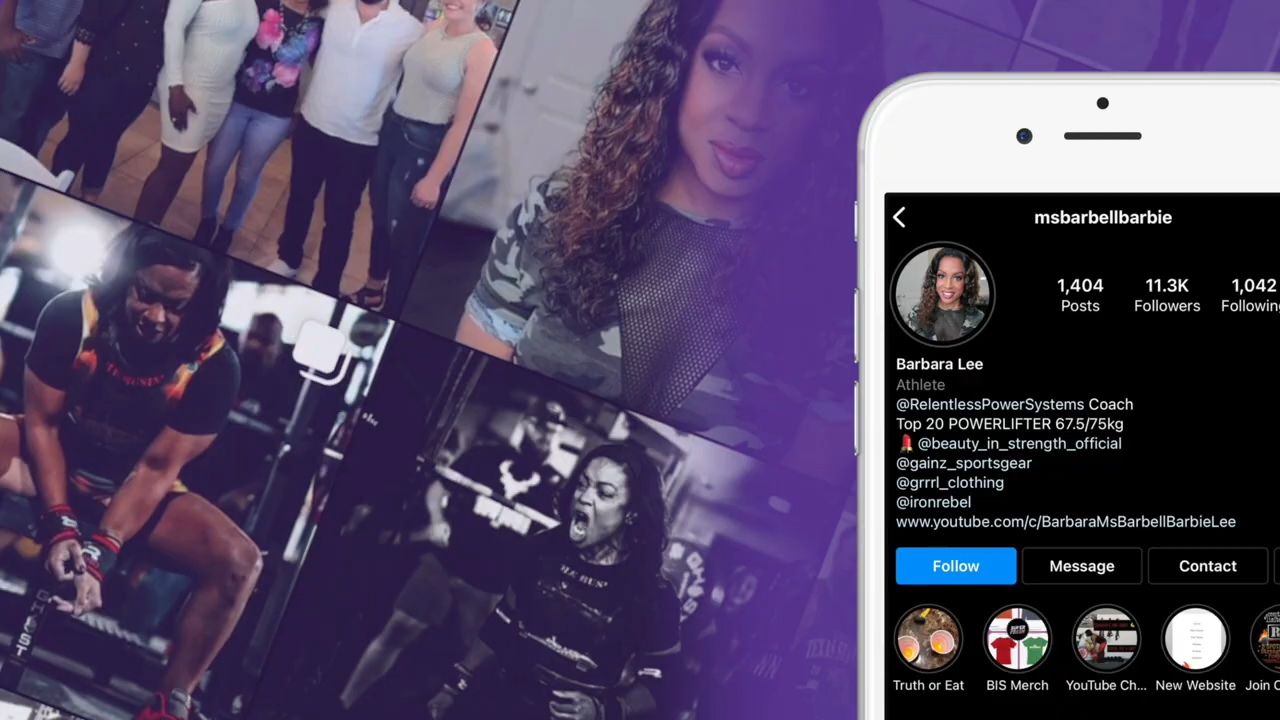 msbarbellbarbie
1,404 11.3K 1,042
Posts Followers Following
Barbara Lee
Athlete
@RelentlessPowerSystems Coach
Top 20 POWERLIFTER 67.5/75kg
💄 @beauty_in_strength_official
@gainz_sportsgear
@grrrl_clothing
@ironrebel
www.youtube.com/c/BarbaraMsBarbellBarbieLee
Follow Message Contact
Truth or Eat BIS Merch YouTube Ch... New Website Join